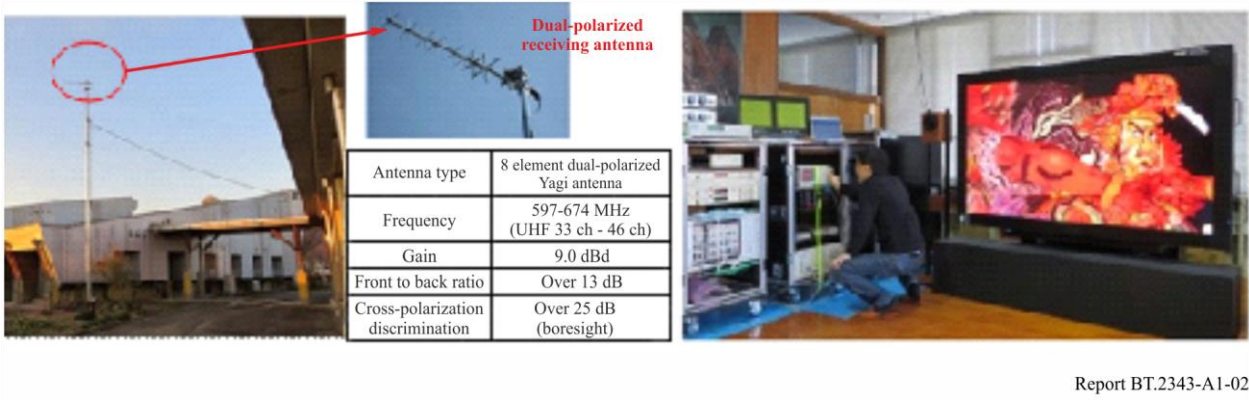 Dual-polarized
receiving antenna
Antenna type
8 element dual-polarized
Yagi antenna
Frequency
597-674 MHz
(UHF 33 ch - 46 ch)
Gain
9.0 dBd
Front to back ratio
Over 13 dB
Cross-polarization
discrimination
Over 25 dB
(boresight)
Report BT.2343-A1-02